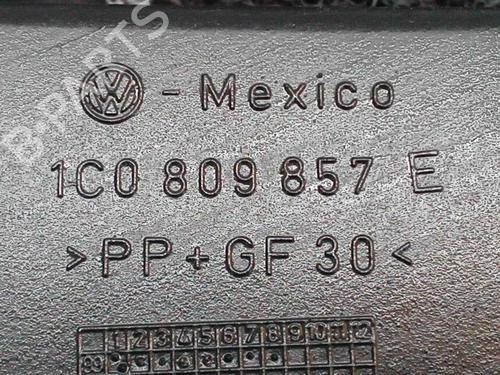 B-PARTS
VW - Mexico
1C0 809 857 E
>PP+GF 30<
1 2 3 4 5 6 7 8 9 10 11 12
99